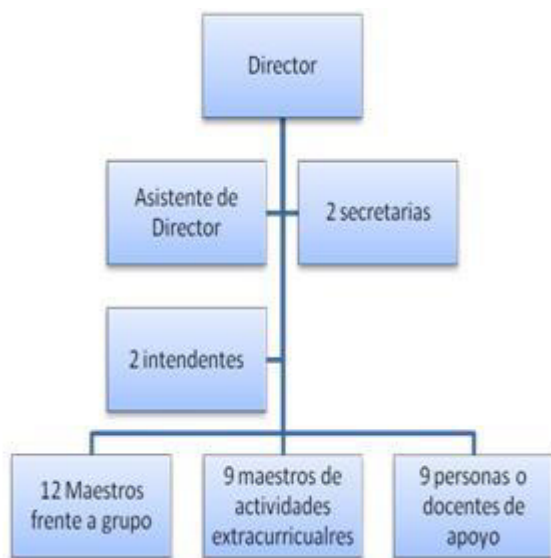 Director
Asistente de
Director
2 secretarias
2 intendentes
12 Maestros
frente a grupo
9 maestros de
actividades
extracurricualres
9 personas o
docentes de
apoyo